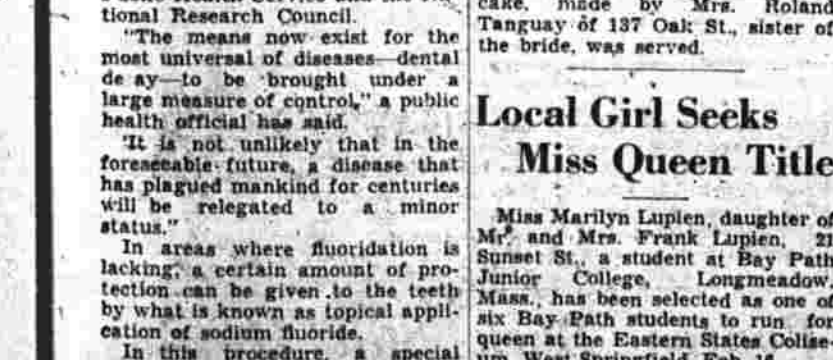 tional Research Council.
"The means now exist for the
most universal of diseases—dental
de ay—to be brought under a
large measure of control," a public
health official has said.
"It is not unlikely that in the
foreseeable future, a disease that
has plagued mankind for centuries
will be relegated to a minor
status."
In areas where fluoridation is
lacking, a certain amount of pro-
tection can be given to the teeth
by what is known as topical appli-
cation of sodium fluoride.
In this procedure, a special
cake, made by Mrs. Roland
Tanguay of 137 Oak St., sister of
the bride, was served.
Local Girl Seeks
Miss Queen Title
Miss Marilyn Lupien, daughter of
Mr. and Mrs. Frank Lupien,
Sunset St., a student at Bay Path
Junior College, Longmeadow,
Mass., has been selected as one of
six Bay Path students to run for
queen at the Eastern States Colise-
um, West Springfield,